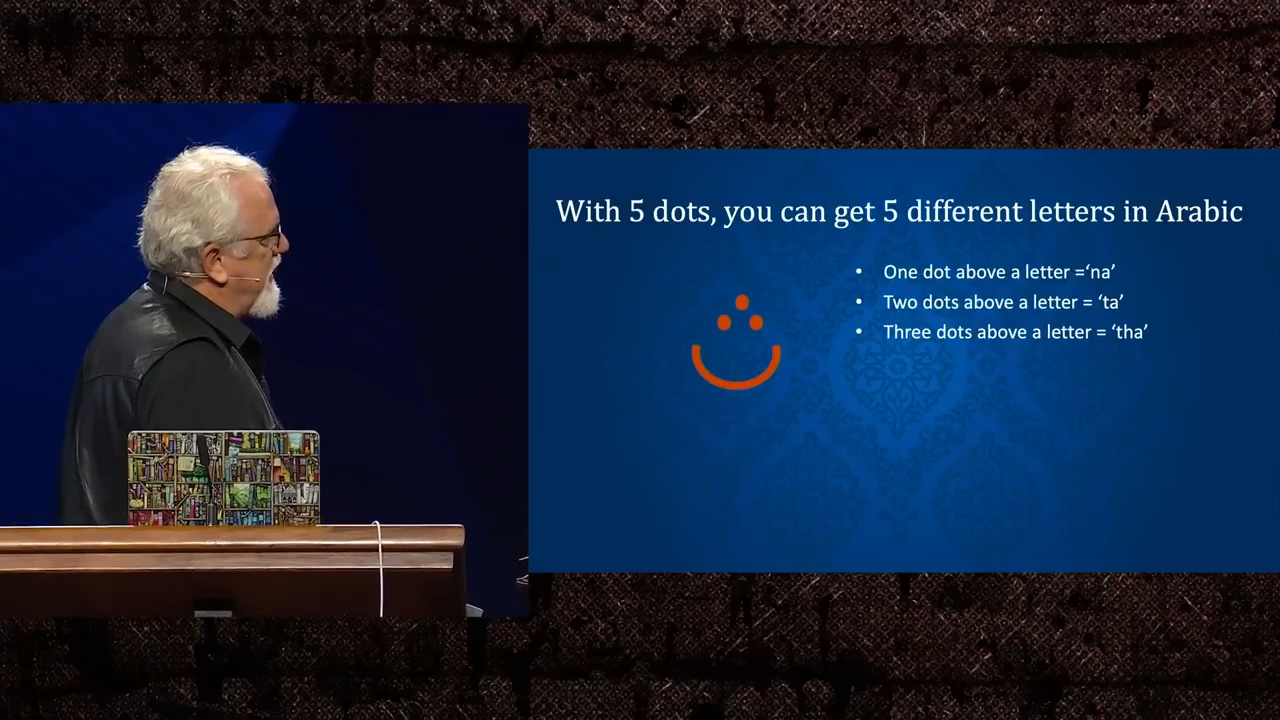 With 5 dots, you can get 5 different letters in Arabic
• One dot above a letter =‘na’
• Two dots above a letter = ‘ta’
• Three dots above a letter = ‘tha’